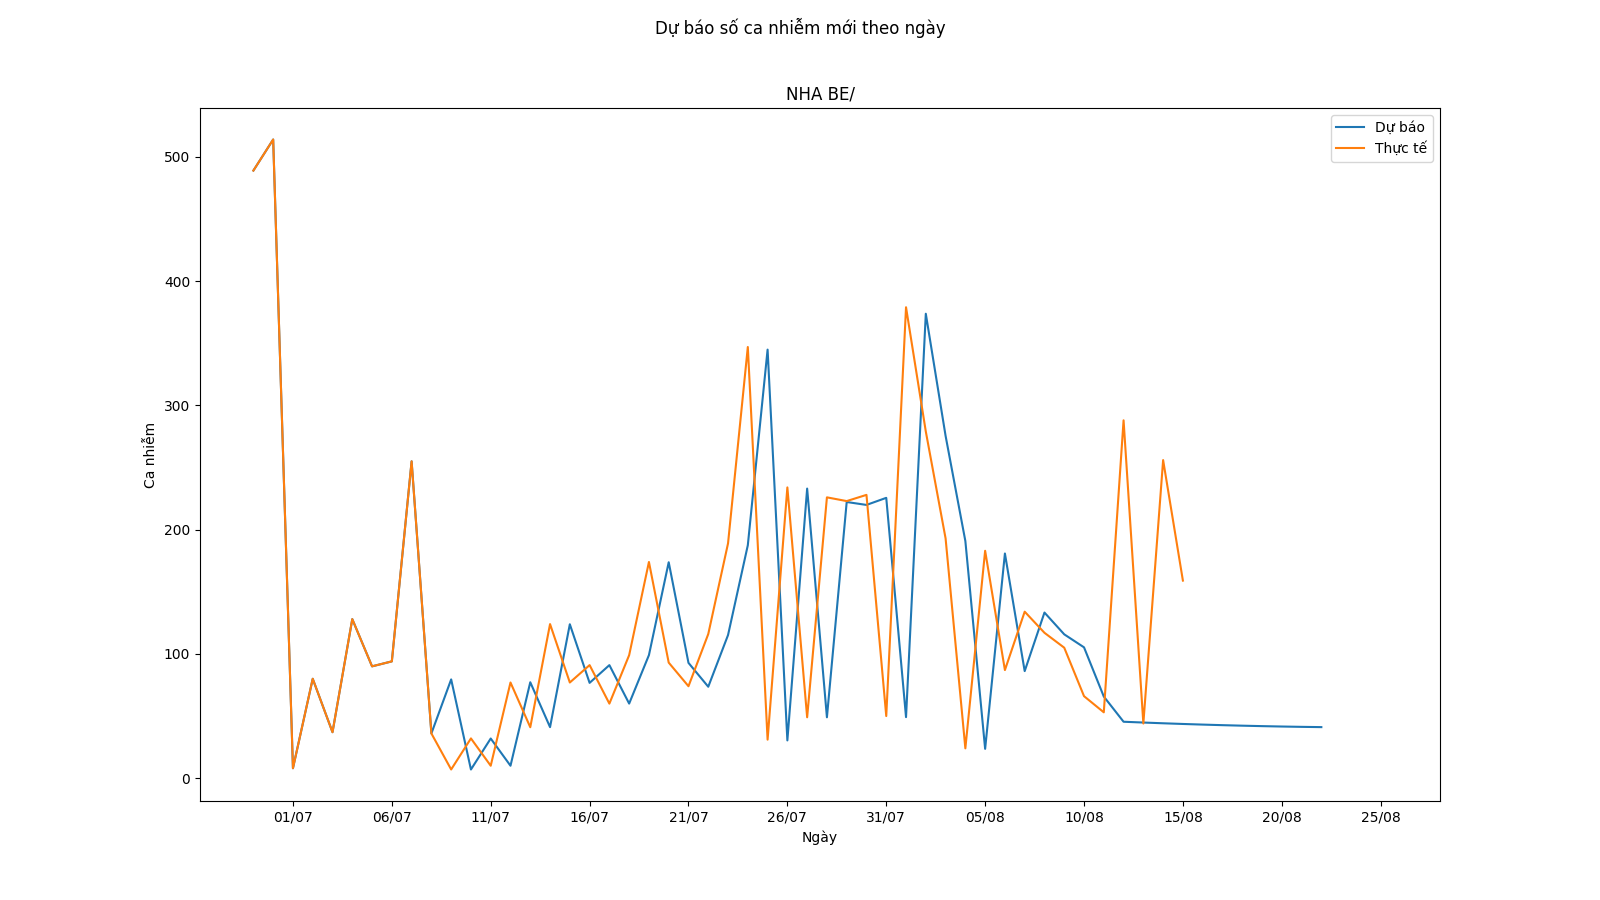 Dự báo số ca nhiễm mới theo ngày
NHA BE/
Dự báo
Thực tế
500
400
300
200
100
0
Ca nhiễm
01/07 06/07 11/07 16/07 21/07 26/07 31/07 05/08 10/08 15/08 20/08 25/08
Ngày